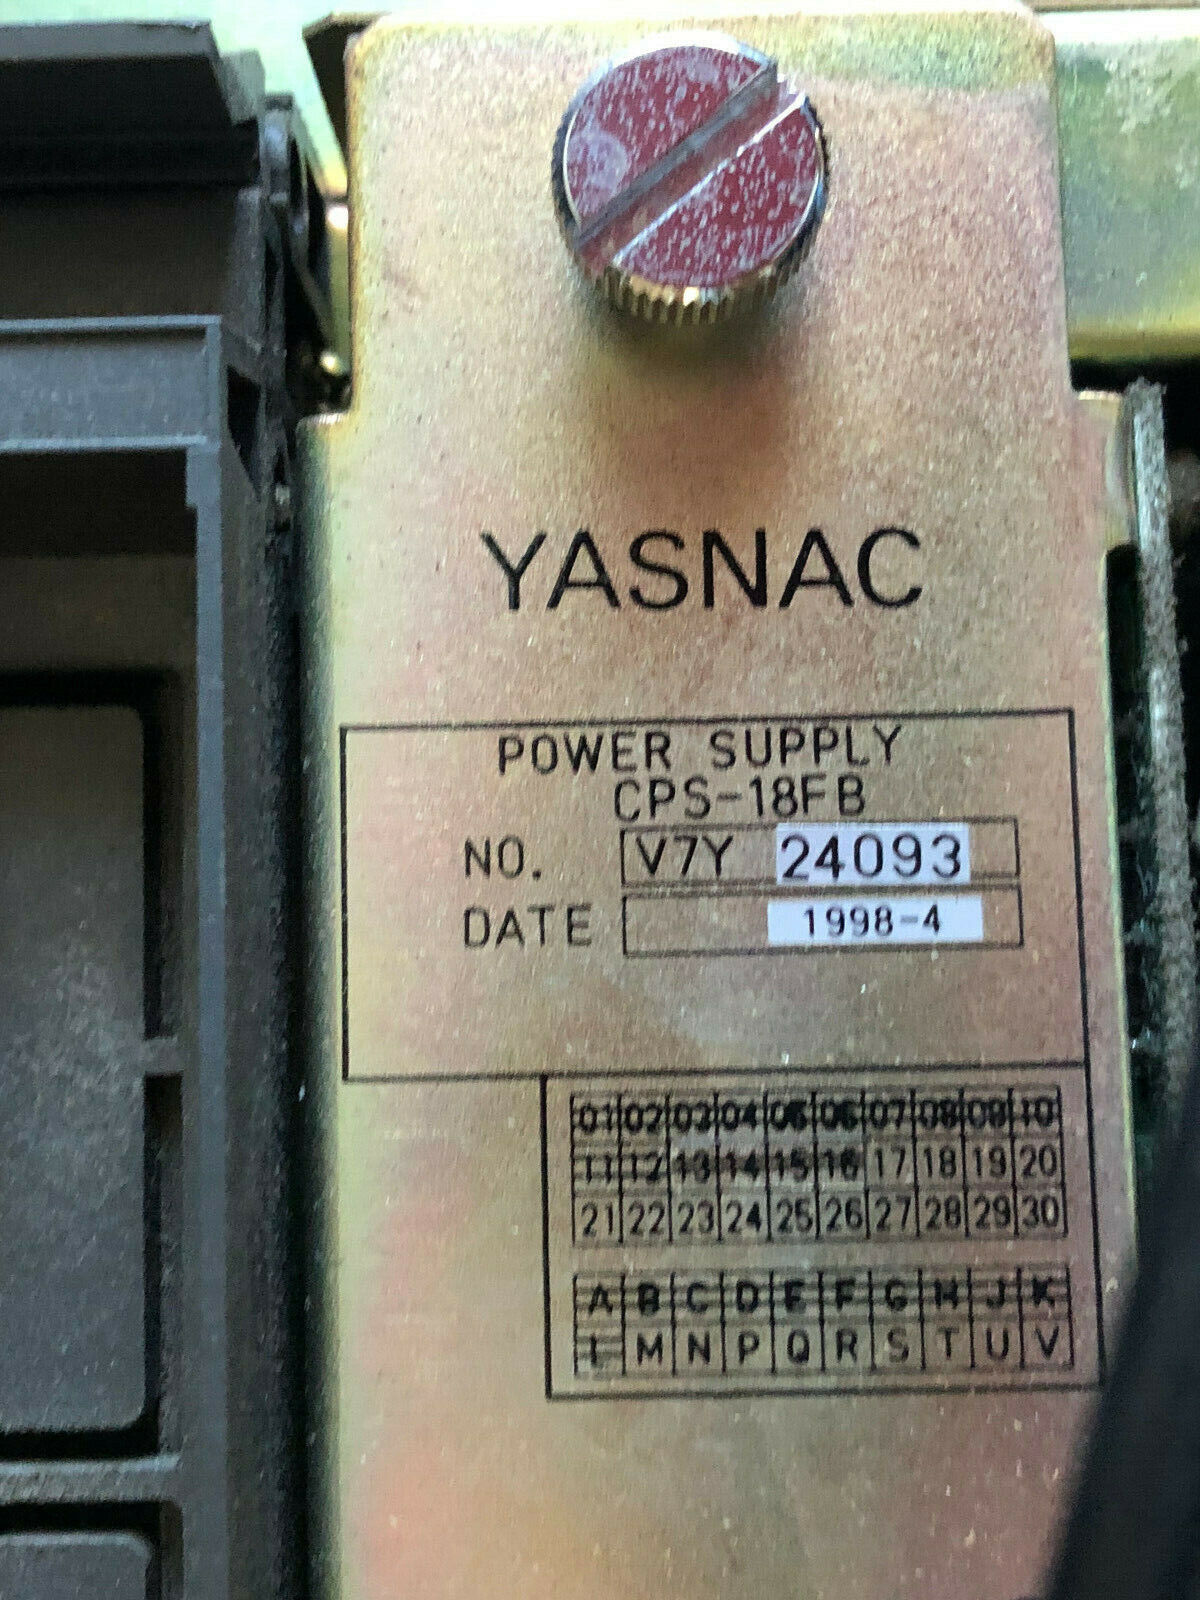 YASNAC
POWER SUPPLY
CPS-18FB
NO. V7Y 24093
DATE 1998-4
01 02 03 04 05 06 07 08 09 10
11 12 13 14 15 16 17 18 19 20
21 22 23 24 25 26 27 28 29 30
A B C D E F G H J K
L M N P Q R S T U V